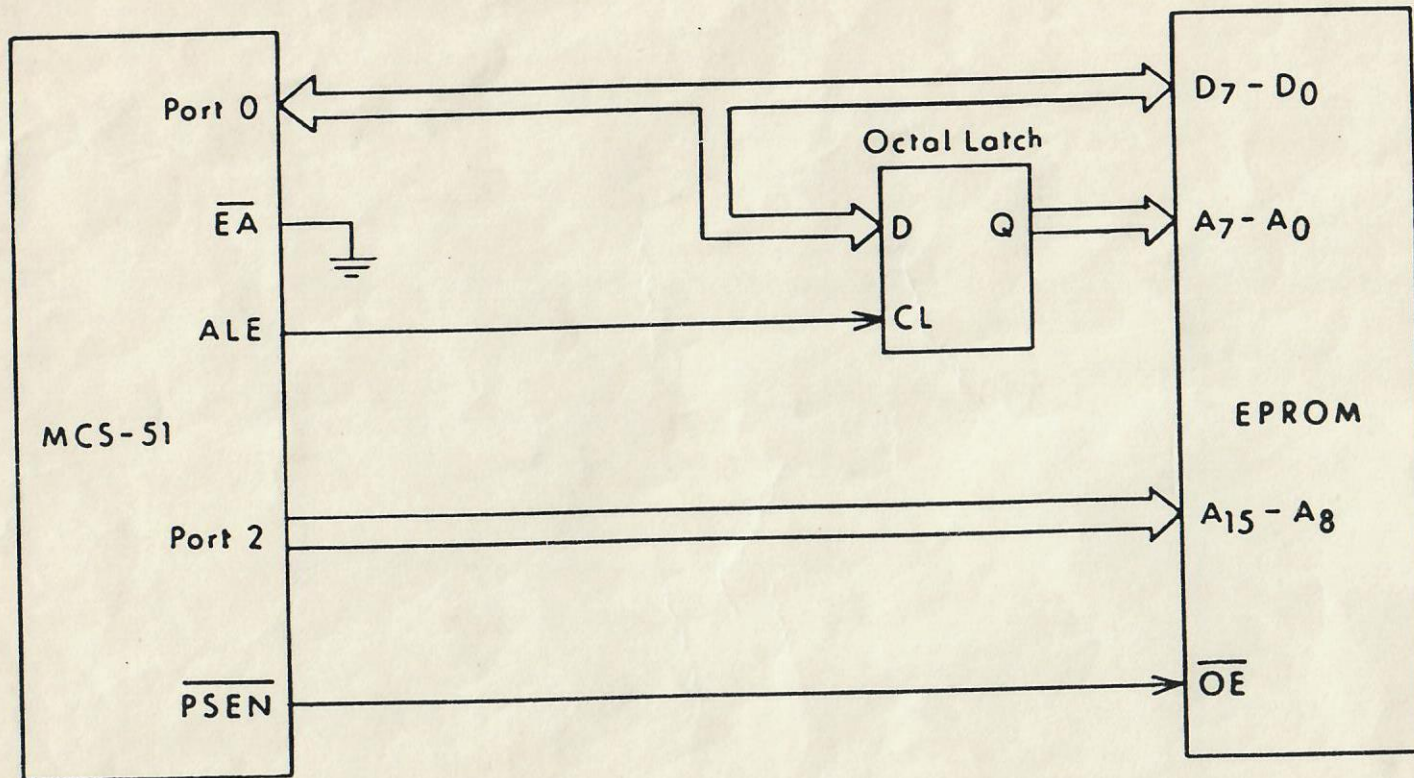 Port 0
D7 - D0
Octal Latch
EA
D
Q
A7 - A0
ALE
CL
MCS-51
EPROM
Port 2
A15 - A8
PSEN
OE